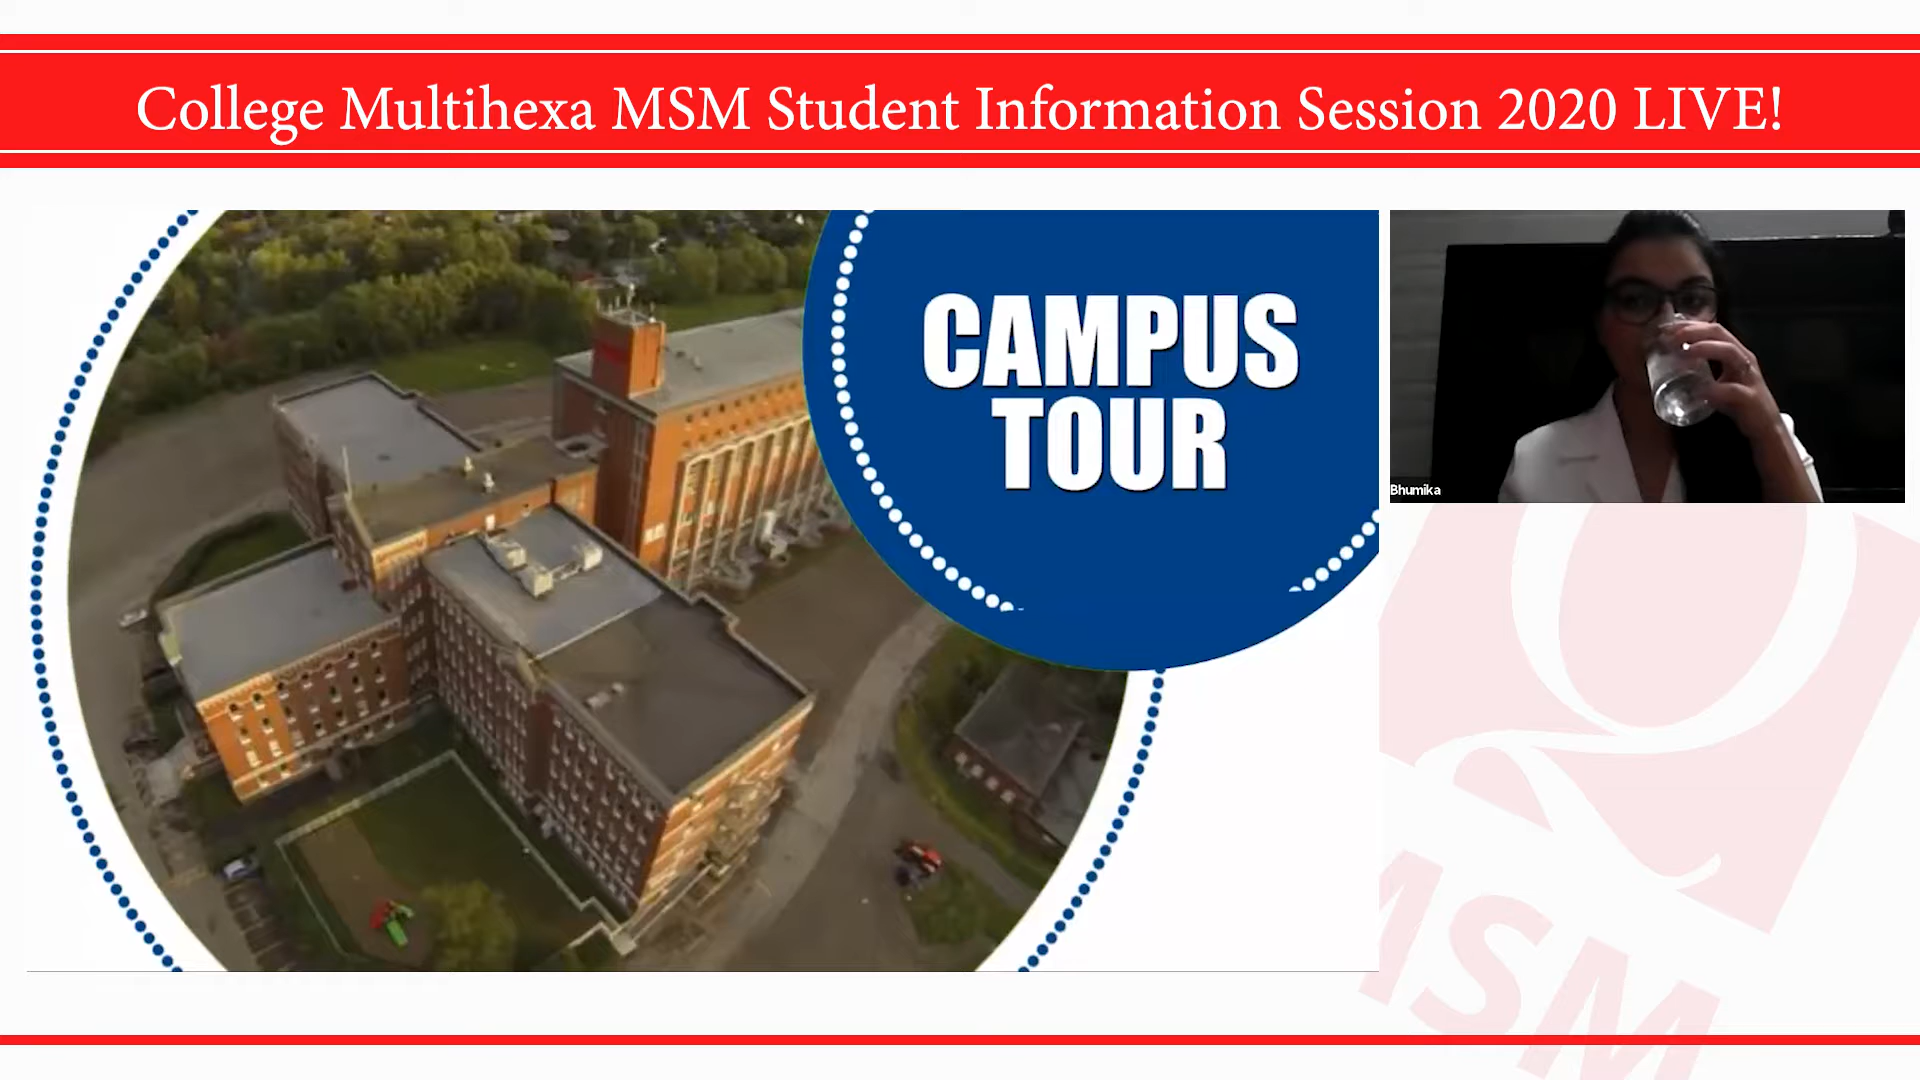 College Multihexa MSM Student Information Session 2020 LIVE!
CAMPUS
TOUR
Bhumika
MSM